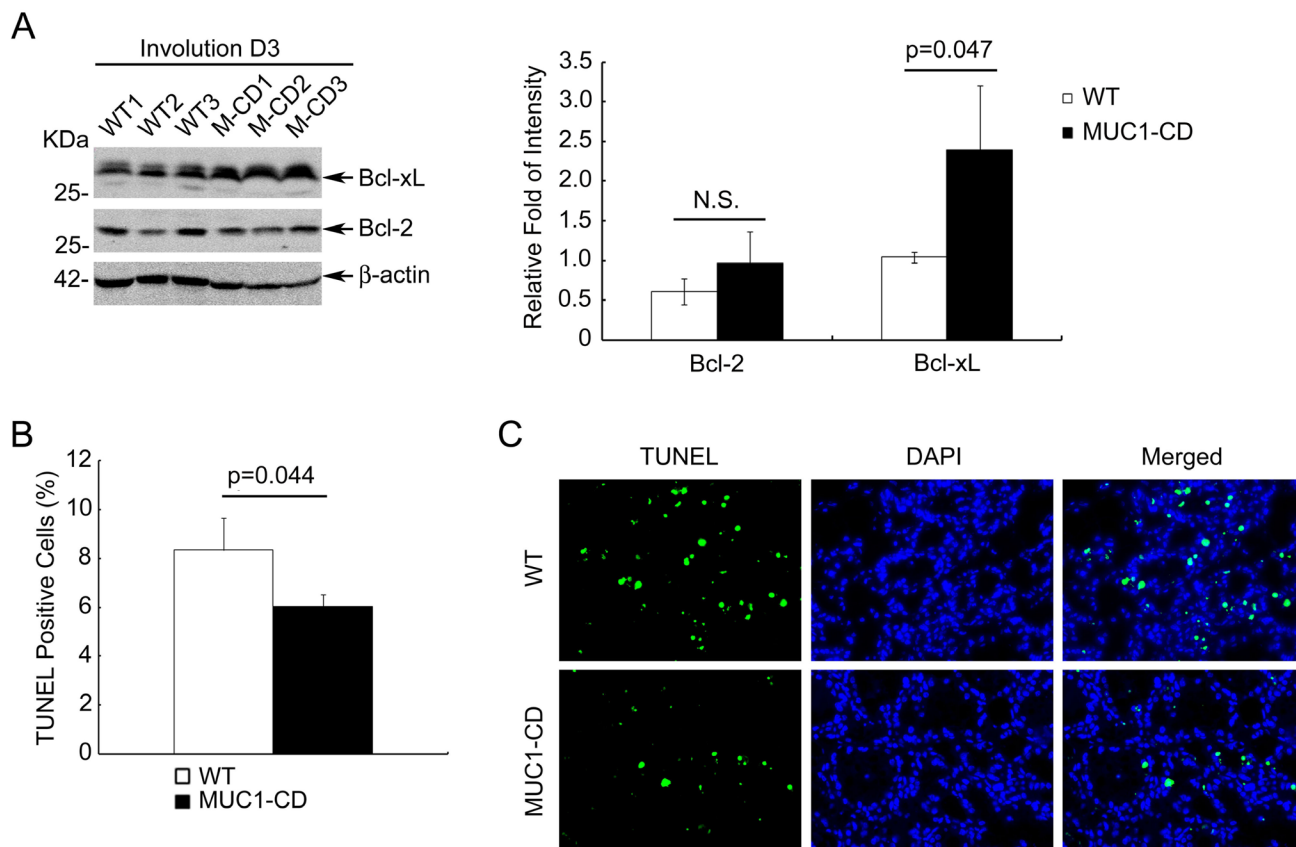 A
Involution D3
WT1 WT2 WT3 M-CD1 M-CD2 M-CD3
KDa
25-
Bcl-xL
25-
Bcl-2
42-
β-actin
Relative Fold of Intensity
3.5
3.0
2.5
2.0
1.5
1.0
0.5
0
N.S.
p=0.047
Bcl-2
Bcl-xL
WT
MUC1-CD
B
TUNEL Positive Cells (%)
12
10
8
6
4
2
0
p=0.044
WT
MUC1-CD
C
TUNEL DAPI Merged
WT
MUC1-CD